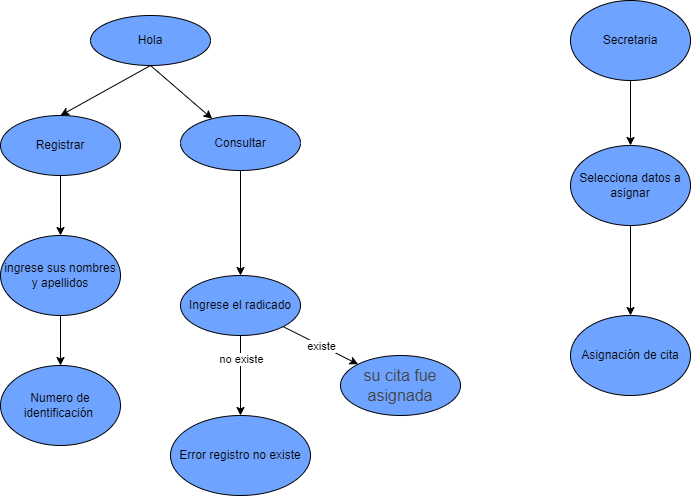 Hola
Secretaria
Registrar
Consultar
Selecciona datos a
asignar
ingrese sus nombres
y apellidos
Ingrese el radicado
existe
no existe
Asignación de cita
su cita fue
asignada
Numero de
identificación
Error registro no existe